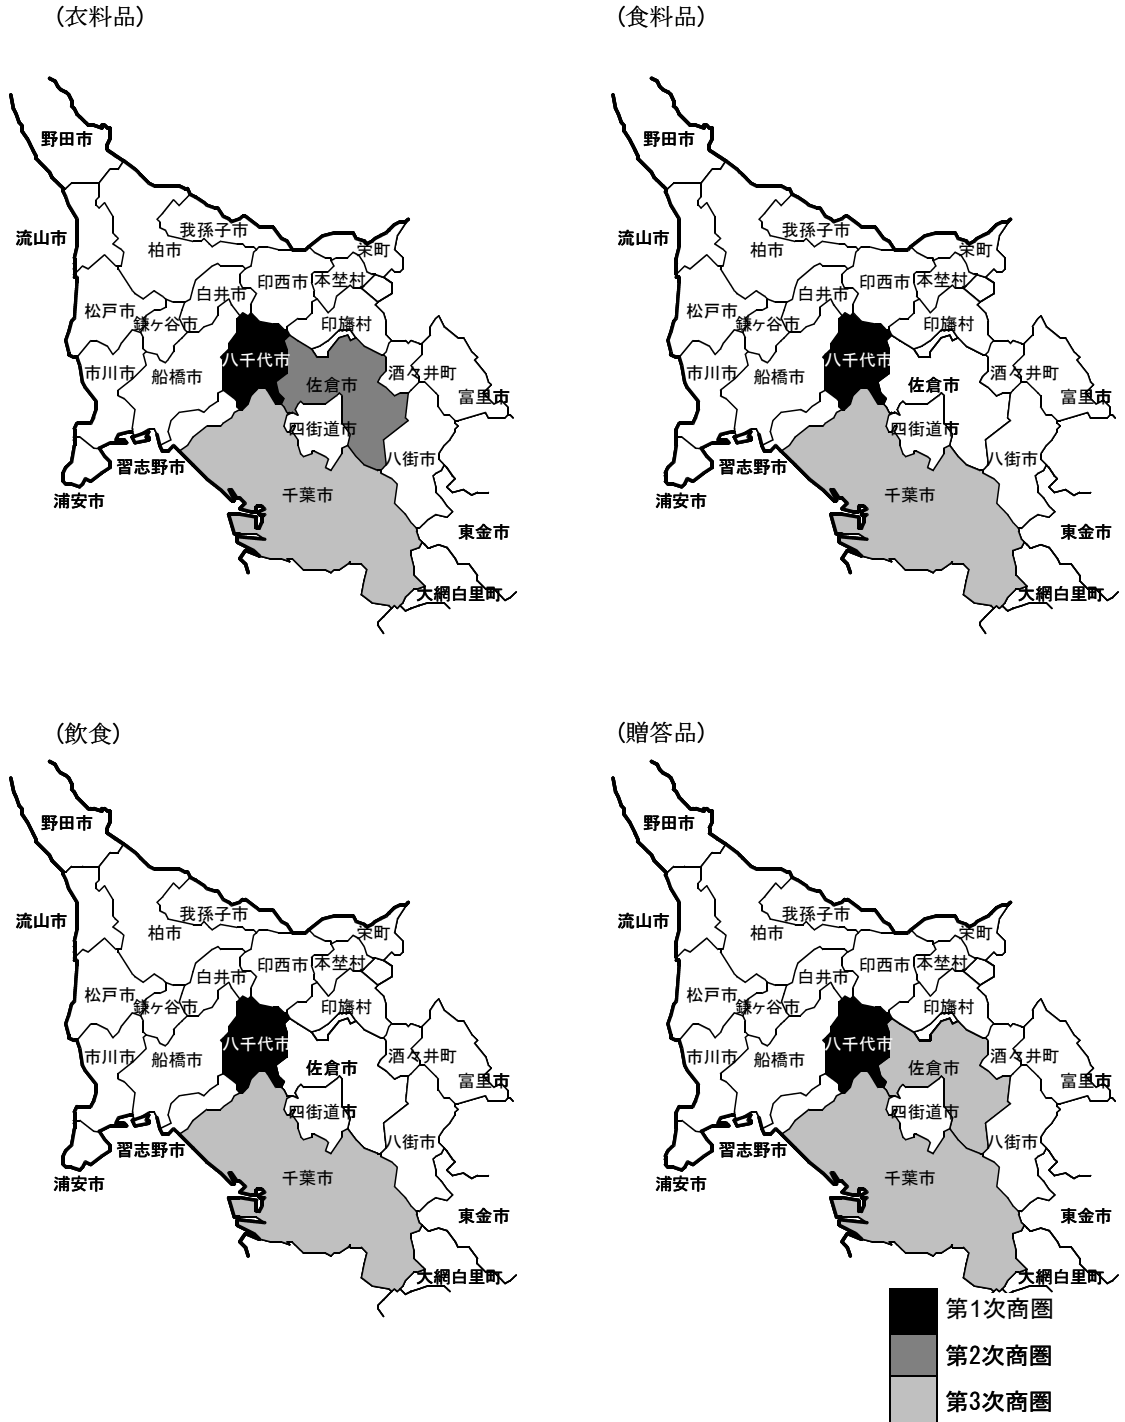 (衣料品)
野田市
流山市
我孫子市
柏市
栄町
印西市
本埜村
白井市
松戸市
鎌ヶ谷市
印旛村
八千代市
市川市
船橋市
佐倉市
酒々井町
富里市
四街道市
習志野市
八街市
浦安市
千葉市
東金市
大網白里町
(食料品)
野田市
流山市
我孫子市
柏市
栄町
印西市
本埜村
白井市
松戸市
鎌ヶ谷市
印旛村
八千代市
市川市
船橋市
佐倉市
酒々井町
富里市
四街道市
習志野市
八街市
浦安市
千葉市
東金市
大網白里町
(飲食)
野田市
流山市
我孫子市
柏市
栄町
印西市
本埜村
白井市
松戸市
鎌ヶ谷市
印旛村
八千代市
市川市
船橋市
佐倉市
酒々井町
富里市
四街道市
習志野市
八街市
浦安市
千葉市
東金市
大網白里町
(贈答品)
野田市
流山市
我孫子市
柏市
栄町
印西市
本埜村
白井市
松戸市
鎌ヶ谷市
印旛村
八千代市
市川市
船橋市
佐倉市
酒々井町
富里市
四街道市
習志野市
八街市
浦安市
千葉市
東金市
大網白里町
第1次商圏
第2次商圏
第3次商圏